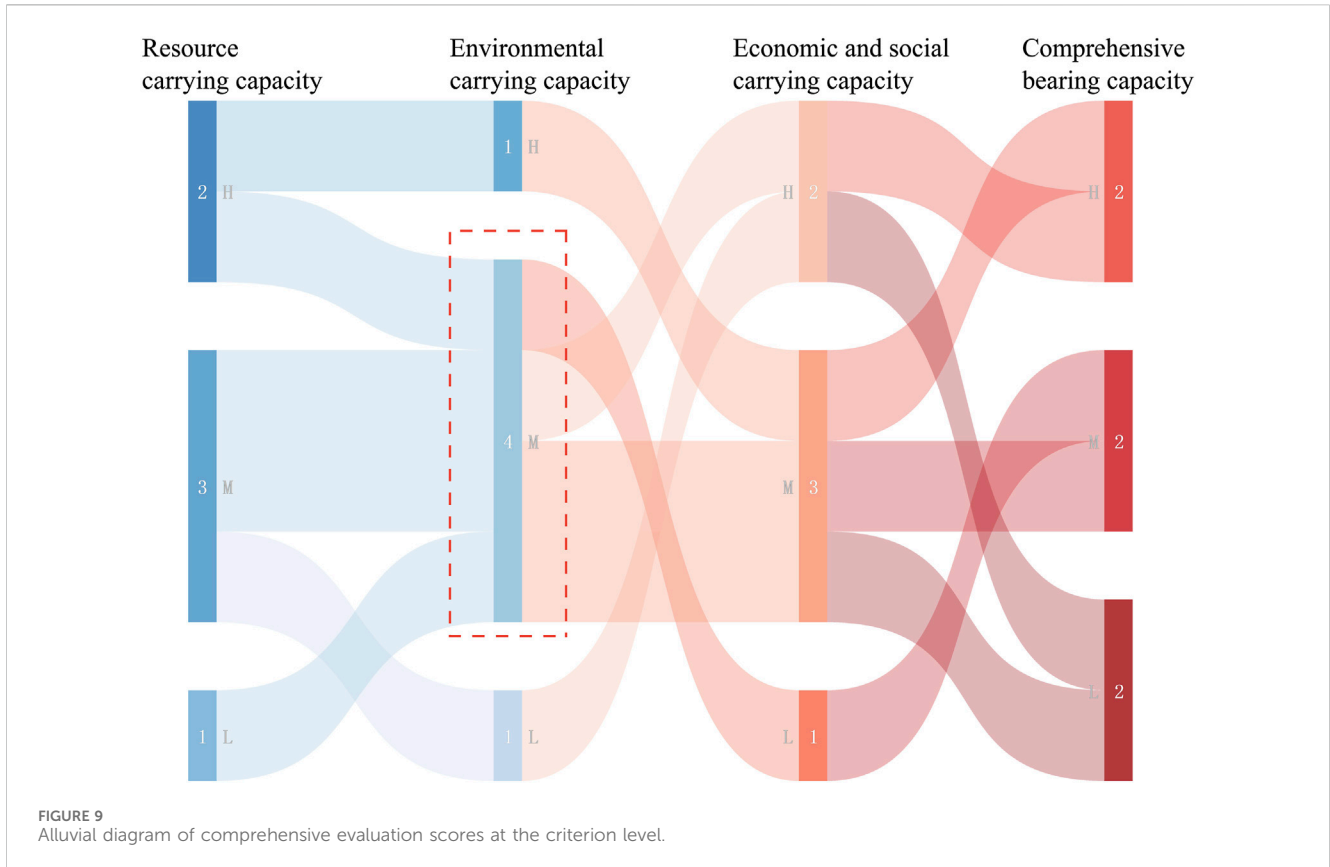 Resource
carrying capacity
Environmental
carrying capacity
Economic and social
carrying capacity
Comprehensive
bearing capacity
2 H
1 H
H 2
H 2
3 M
4 M
M 3
M 2
1 L
1 L
L 1
L 2
FIGURE 9
Alluvial diagram of comprehensive evaluation scores at the criterion level.